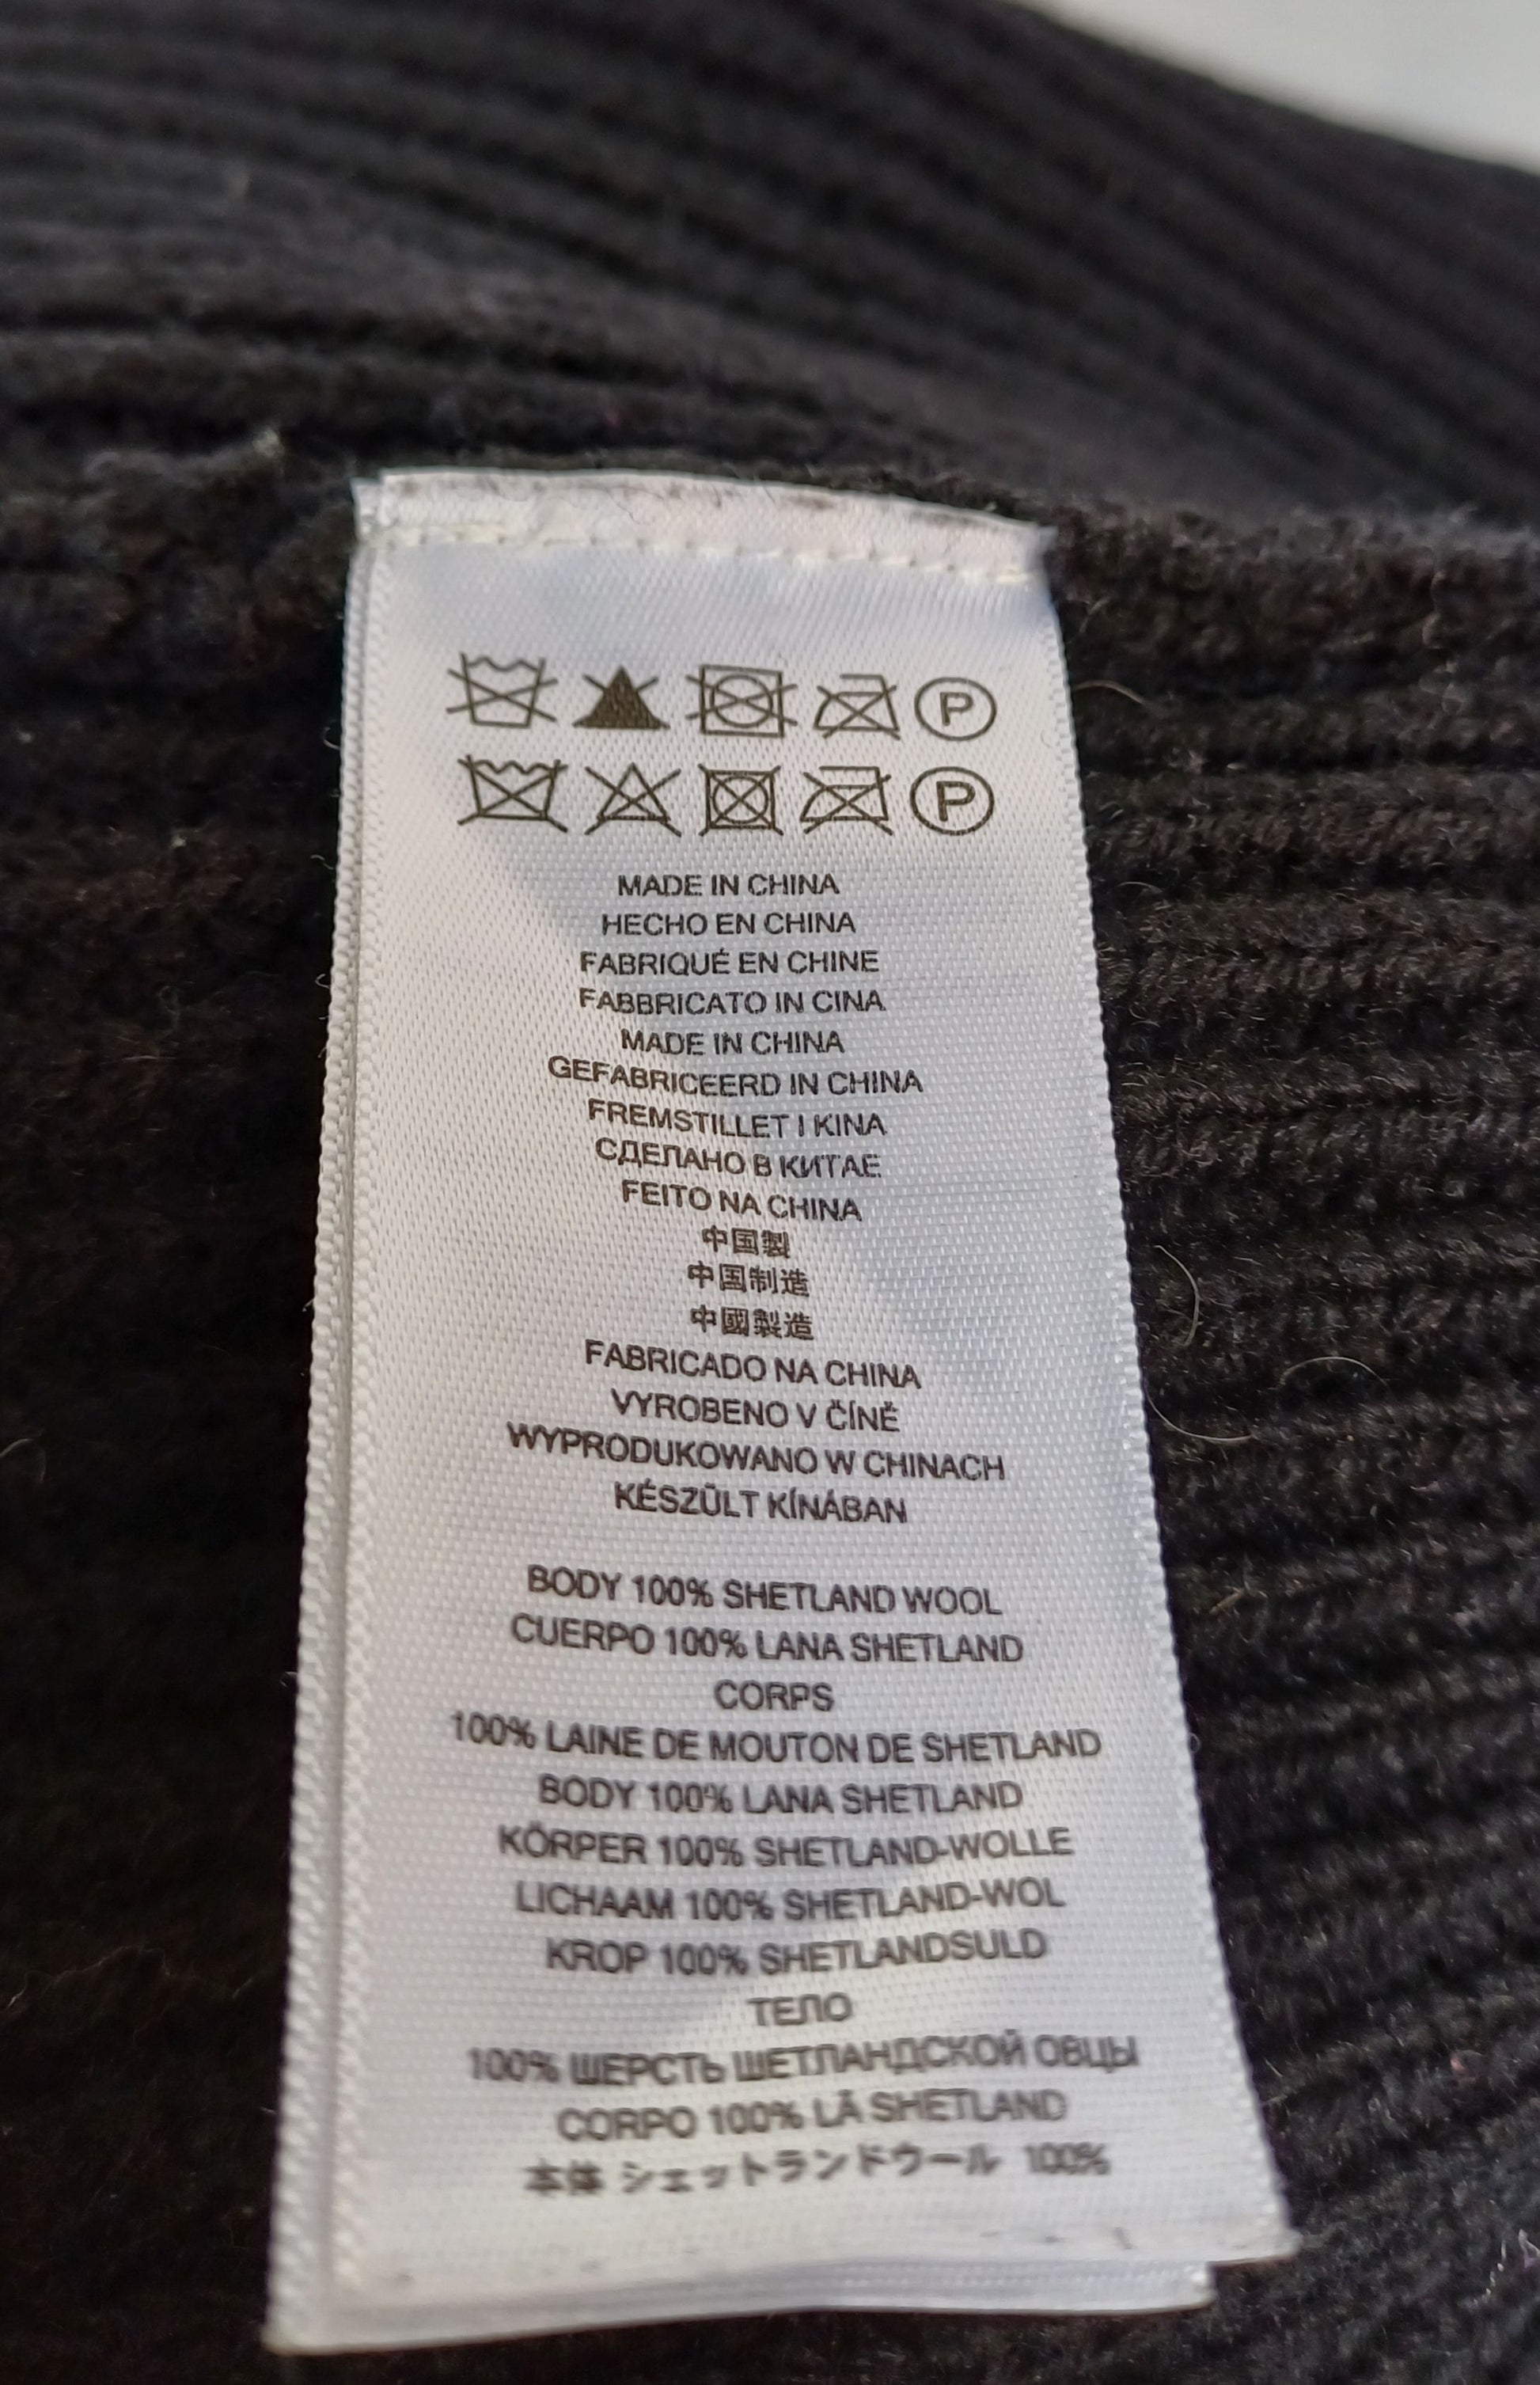 P
P
MADE IN CHINA
HECHO EN CHINA
FABRIQUÉ EN CHINE
FABBRICATO IN CINA
MADE IN CHINA
GEFABRICEERD IN CHINA
FREMSTILLET I KINA
СДЕЛАНО В КИТАЕ
FEITO NA CHINA
中国製
中国制造
中國製造
FABRICADO NA CHINA
VYROBENO V ČÍNĚ
WYPRODUKOWANO W CHINACH
KÉSZÜLT KÍNÁBAN
BODY 100% SHETLAND WOOL
CUERPO 100% LANA SHETLAND
CORPS
100% LAINE DE MOUTON DE SHETLAND
BODY 100% LANA SHETLAND
KÖRPER 100% SHETLAND-WOLLE
LICHAAM 100% SHETLAND-WOL
KROP 100% SHETLANDSULD
ТЕЛО
100% ШЕРСТЬ ШЕТЛАНДСКОЙ ОВЦЫ
CORPO 100% LÃ SHETLAND
本体 シェットランドウール 100%